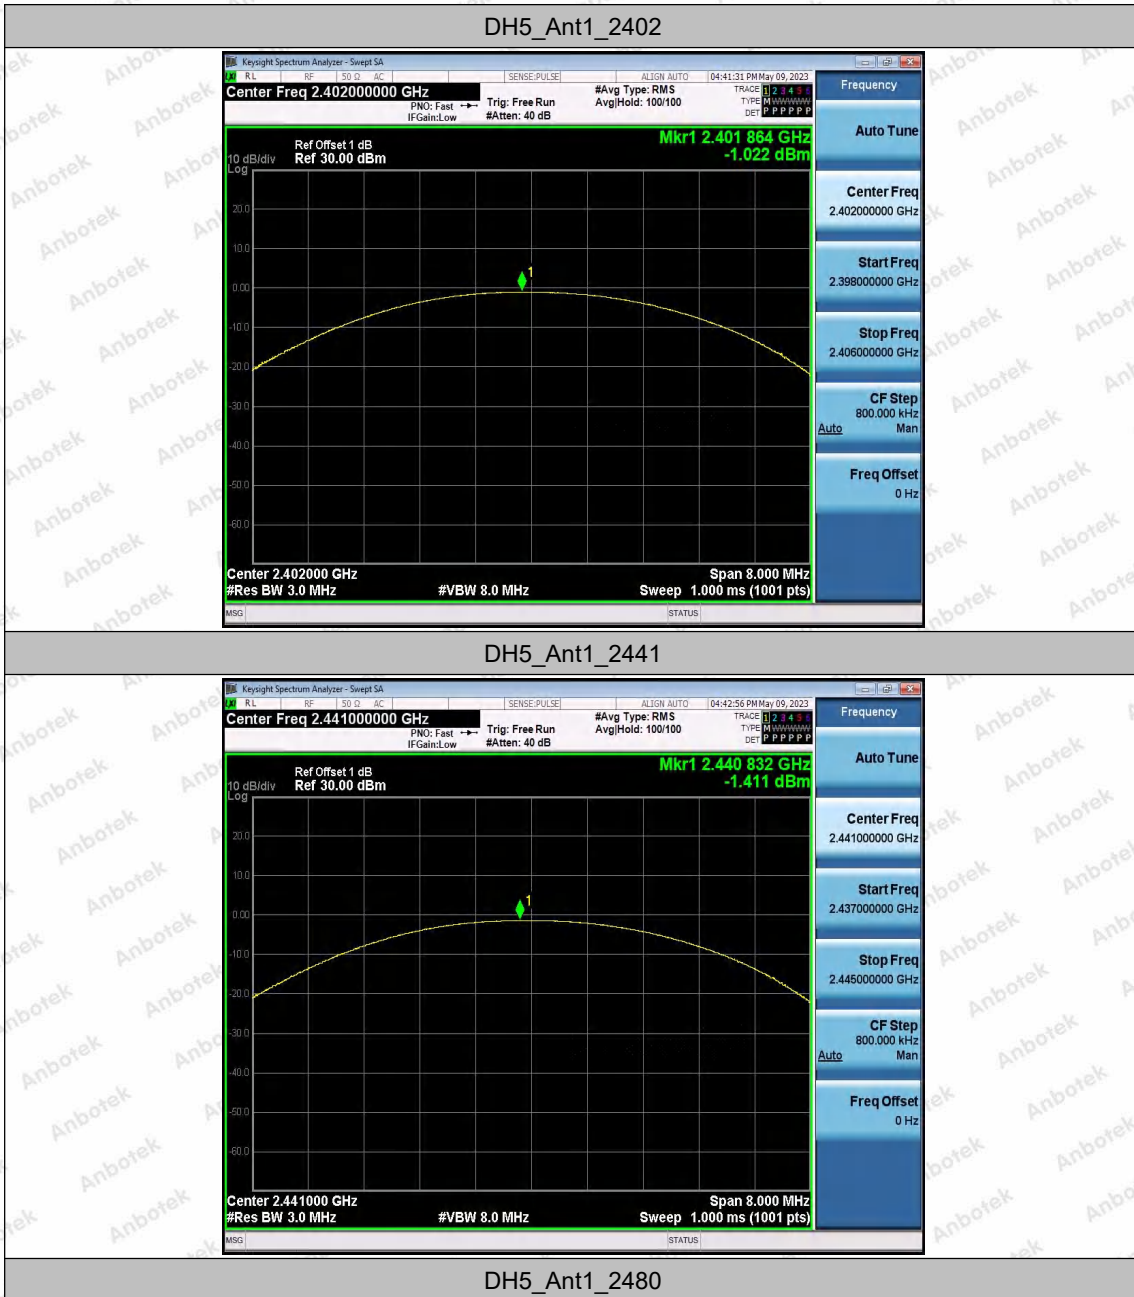 DH5_Ant1_2402
Keysight Spectrum Analyzer - Swept SA
LXI RL RF 50 Ω AC SENSE:PULSE ALIGN AUTO 04:41:31 PM May 09, 2023
Center Freq 2.402000000 GHz
PNO: Fast
IFGain:Low
Trig: Free Run
#Atten: 40 dB
#Avg Type: RMS
Avg|Hold: 100/100
TRACE 1 2 3 4 5 6
TYPE M WWWWW
DET P P P P P P
Mkr1 2.401 864 GHz
-1.022 dBm
Ref Offset 1 dB
10 dB/div Ref 30.00 dBm
Log
20.0
10.0
0.00
-10.0
-20.0
-30.0
-40.0
-50.0
-60.0
1
Center 2.402000 GHz Span 8.000 MHz
#Res BW 3.0 MHz #VBW 8.0 MHz Sweep 1.000 ms (1001 pts)
MSG STATUS
Frequency
Auto Tune
Center Freq
2.402000000 GHz
Start Freq
2.398000000 GHz
Stop Freq
2.406000000 GHz
CF Step
800.000 kHz
Auto Man
Freq Offset
0 Hz
DH5_Ant1_2441
Keysight Spectrum Analyzer - Swept SA
LXI RL RF 50 Ω AC SENSE:PULSE ALIGN AUTO 04:42:56 PM May 09, 2023
Center Freq 2.441000000 GHz
PNO: Fast
IFGain:Low
Trig: Free Run
#Atten: 40 dB
#Avg Type: RMS
Avg|Hold: 100/100
TRACE 1 2 3 4 5 6
TYPE M WWWWW
DET P P P P P P
Mkr1 2.440 832 GHz
-1.411 dBm
Ref Offset 1 dB
10 dB/div Ref 30.00 dBm
Log
20.0
10.0
0.00
-10.0
-20.0
-30.0
-40.0
-50.0
-60.0
1
Center 2.441000 GHz Span 8.000 MHz
#Res BW 3.0 MHz #VBW 8.0 MHz Sweep 1.000 ms (1001 pts)
MSG STATUS
Frequency
Auto Tune
Center Freq
2.441000000 GHz
Start Freq
2.437000000 GHz
Stop Freq
2.445000000 GHz
CF Step
800.000 kHz
Auto Man
Freq Offset
0 Hz
DH5_Ant1_2480
Anbotek